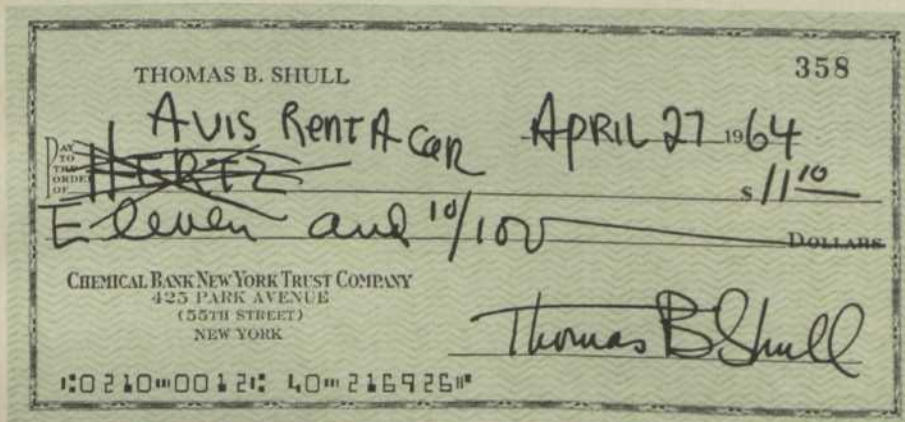 358
THOMAS B. SHULL
AVIS RENT A CAR APRIL 27 1964
PAY TO THE ORDER OF HERTZ $ 11 10
Eleven and 10/100 DOLLARS
CHEMICAL BANK NEW YORK TRUST COMPANY
425 PARK AVENUE
(55TH STREET)
NEW YORK
Thomas B Shull
⑆0210⑉0012⑆ 40⑉216926⑈